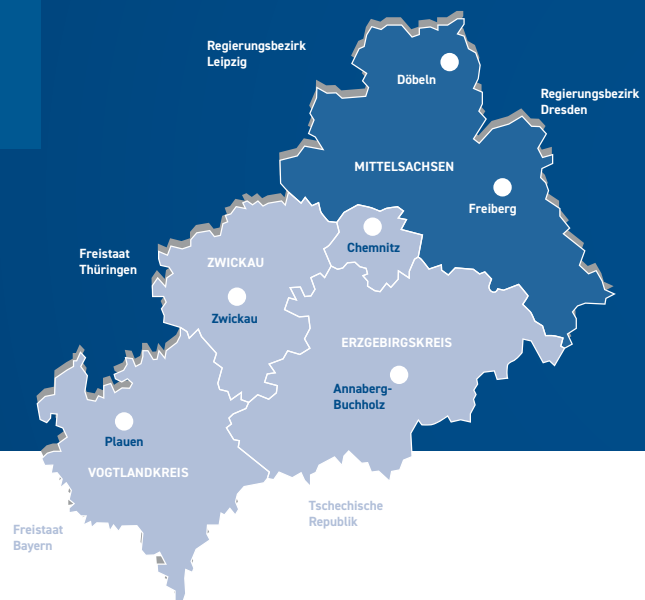 Regierungsbezirk
Leipzig
Döbeln
Regierungsbezirk
Dresden
MITTELSACHSEN
Freiberg
Chemnitz
Freistaat
Thüringen
ZWICKAU
Zwickau
ERZGEBIRGSKREIS
Annaberg-
Buchholz
Plauen
VOGTLANDKREIS
Tschechische
Republik
Freistaat
Bayern